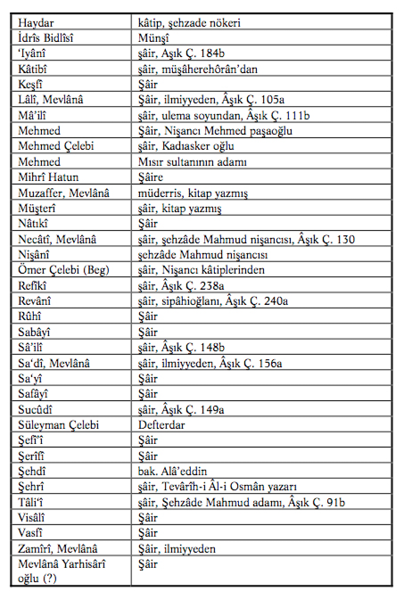 Haydar kâtip, şehzade nökeri
İdrîs Bidlîsî Münşî
‘Iyânî şâir, Aşık Ç. 184b
Kâtibî şâir, müşâherehôrân’dan
Keşfî Şâir
Lâlî, Mevlânâ Şâir, ilmiyyeden, Âşık Ç. 105a
Mâ’ilî şâir, ulema soyundan, Âşık Ç. 111b
Mehmed Şâir, Nişancı Mehmed paşaoğlu
Mehmed Çelebi şâir, Kadıasker oğlu
Mehmed Mısır sultanının adamı
Mihrî Hatun Şâire
Muzaffer, Mevlânâ müderris, kitap yazmış
Müşterî şâir, kitap yazmış
Nâtıkî Şâir
Necâtî, Mevlânâ şâir, şehzâde Mahmud nişancısı, Âşık Ç. 130
Nişânî şehzâde Mahmud nişancısı
Ömer Çelebi (Beg) şâir, Nişancı kâtiplerinden
Refîkî şâir, Âşık Ç. 238a
Revânî şâir, sipâhioğlanı, Âşık Ç. 240a
Rûhî Şâir
Sabâyî Şâir
Sâ’ilî şâir, Âşık Ç. 148b
Sa‘dî, Mevlânâ şâir, ilmiyyeden, Âşık Ç. 156a
Sa‘yî Şâir
Safâyî Şâir
Sucûdî şâir, Âşık Ç. 149a
Süleyman Çelebi Defterdar
Şefî‘î Şâir
Şerîfî Şâir
Şehdî bak. Alâ’eddin
Şehrî şâir, Tevârîh-i Âl-i Osmân yazarı
Tâli‘î şâir, Şehzâde Mahmud adamı, Âşık Ç. 91b
Visâlî Şâir
Vasfî Şâir
Zamîrî, Mevlânâ Şâir, ilmiyyeden
Mevlânâ Yarhisârî Şâir
oğlu (?)